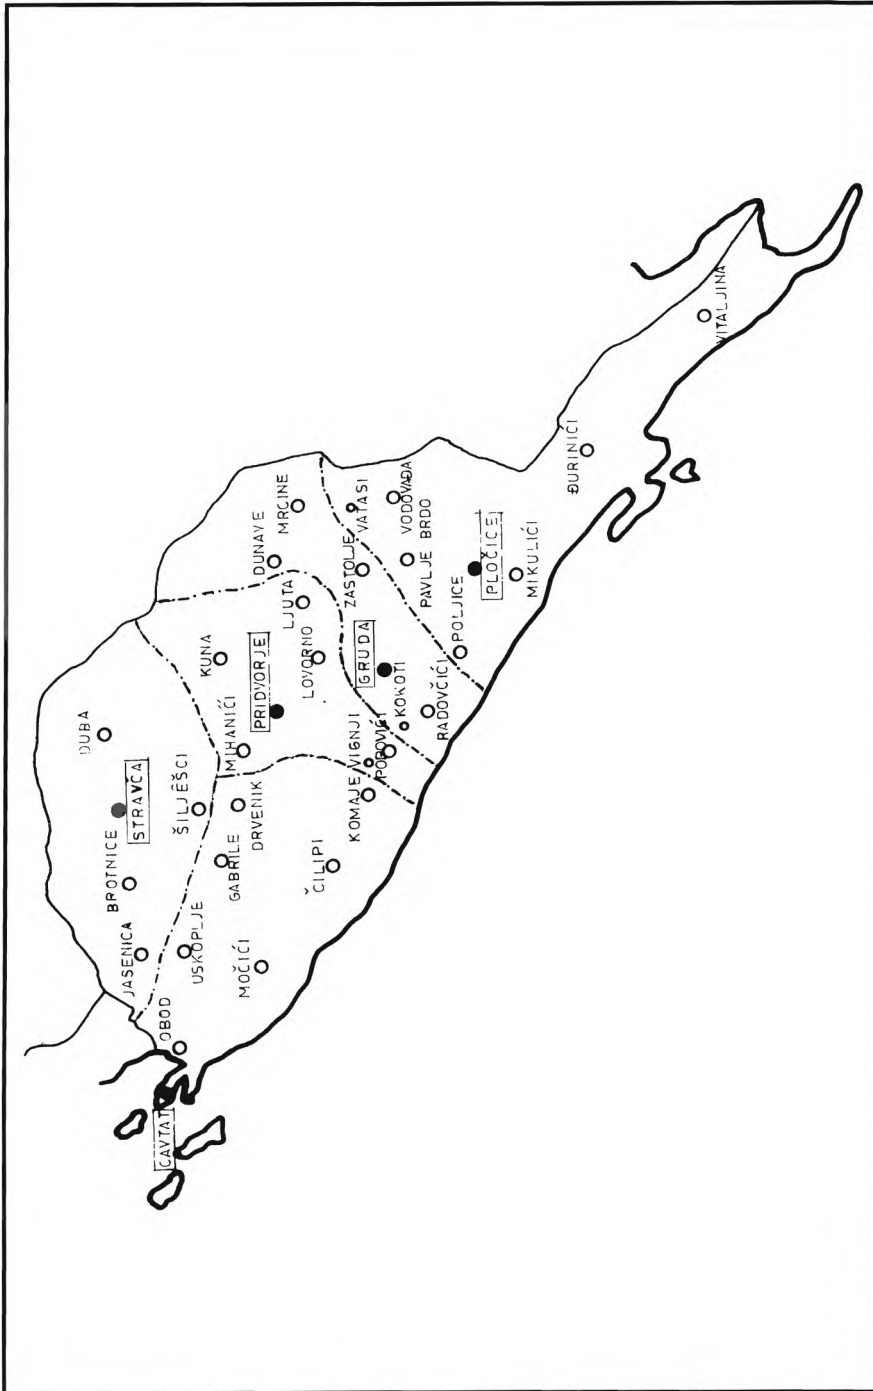 DUBA
BROTNICE
JASENICA
STRAVČA
CAVTAT
OBOD
ŠILJEŠCI
USKOPLJE
KUNA
MIHANIĆI
GABRILE
MOČIĆI
DRVENIK
DUNAVE
PRIDVORJE
MRCINE
LJUTA
LOVORNO
ČILIPI
ZASTOLJE
KOMAJE
VIGNJI
VATASI
GRUDA
POPOVIĆI
KOKOTI
VODOVAĐA
PAVLJE BRDO
RADOVČIĆI
POLJICE
PLOČICE
MIKULIĆI
ĐURINIĆI
VITALJINA